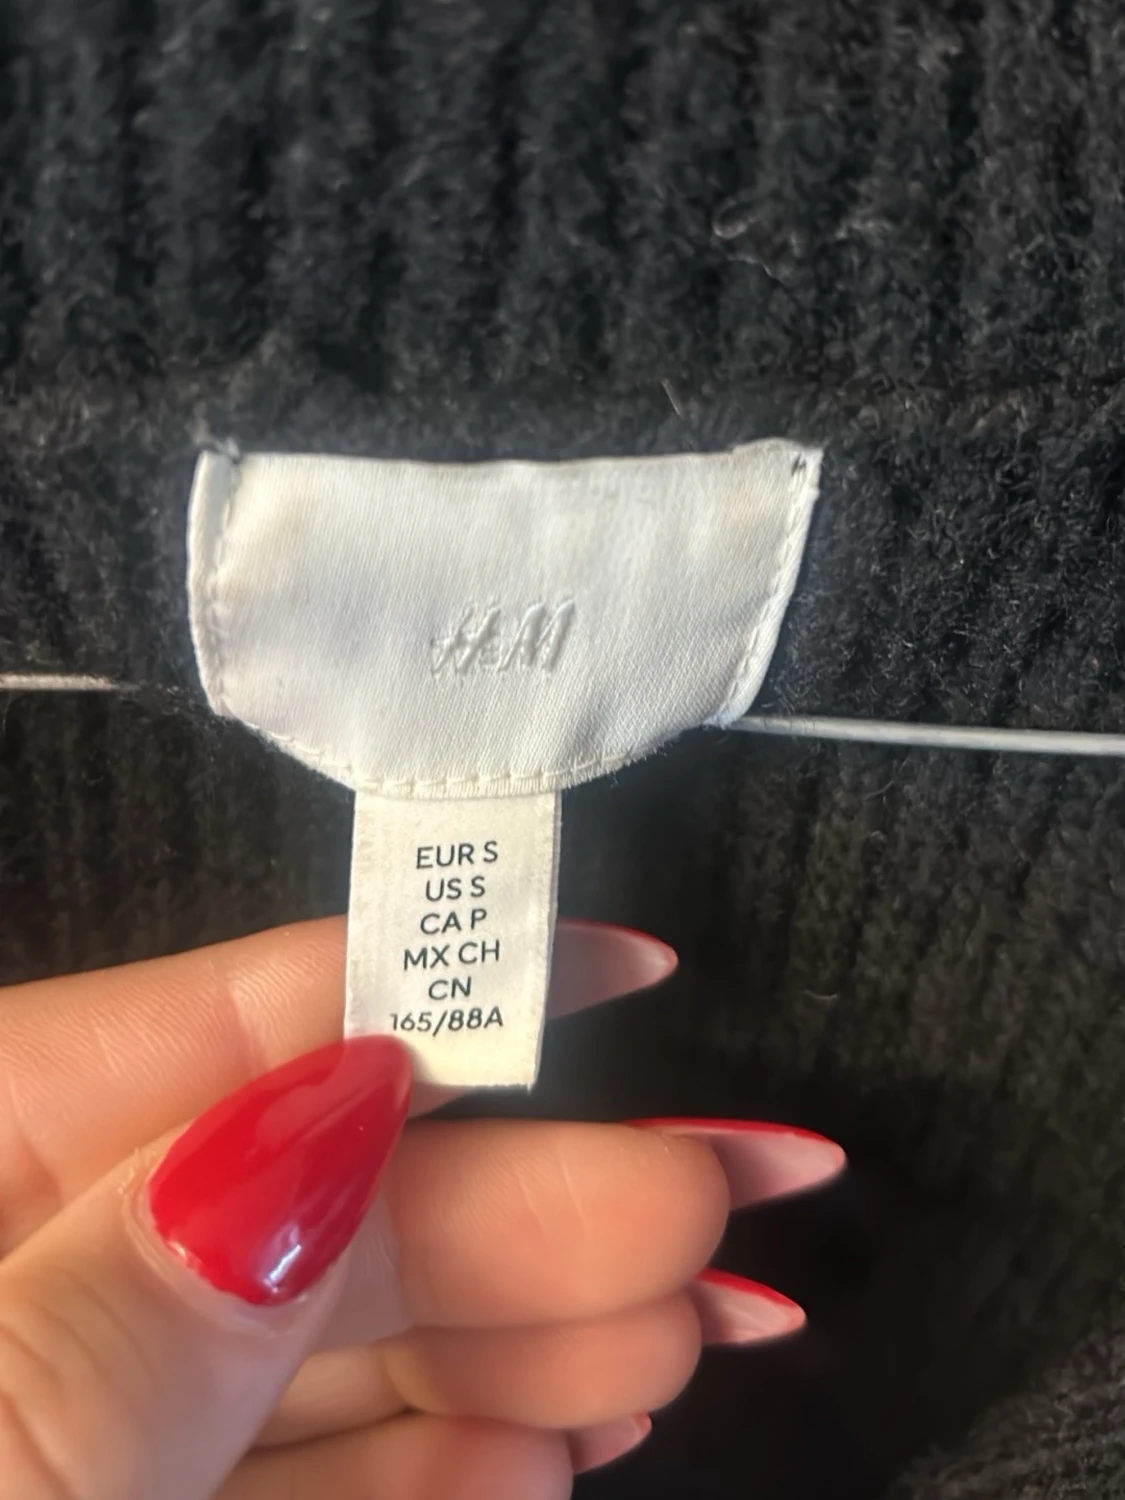 H&M
EUR S
US S
CA P
MX CH
CN
165/88A